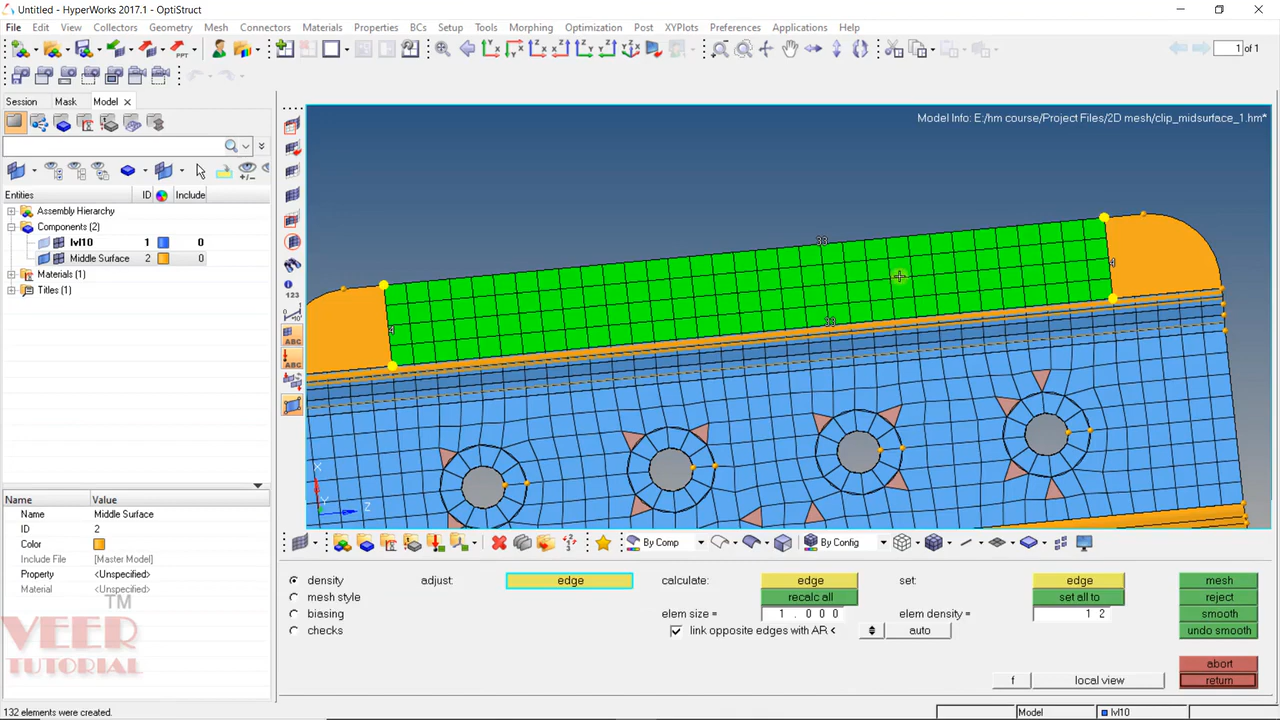 Untitled - HyperWorks 2017.1 - OptiStruct
File Edit View Collectors Geometry Mesh Connectors Materials Properties BCs Setup Tools Morphing Optimization Post XYPlots Preferences Applications Help
1 of 1
Session Mask Model
Entities ID Include
Assembly Hierarchy
Components (2)
lvl10 1 0
Middle Surface 2 0
Materials (1)
Titles (1)
Name Value
Name Middle Surface
ID 2
Color
Include File [Master Model]
Property <Unspecified>
Material <Unspecified>
TM
VEER
TUTORIAL
123
ABC
ABC
Model Info: E:/hm course/Project Files/2D mesh/clip_midsurface_1.hm*
33
4
4
33
X
Y
Z
By Comp By Config
density adjust: edge calculate: edge set: edge mesh
mesh style recalc all set all to reject
biasing elem size = 1.000 elem density = 12 smooth
checks link opposite edges with AR < auto undo smooth
abort
f local view return
132 elements were created.
Model lvl10